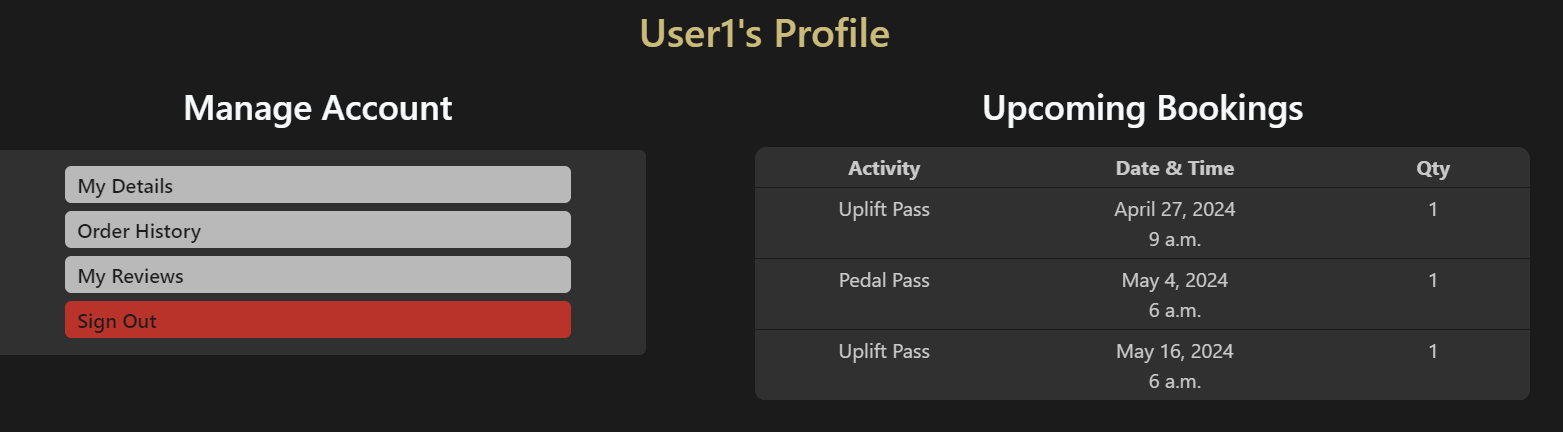 User1's Profile
Manage Account
My Details
Order History
My Reviews
Sign Out
Upcoming Bookings
Activity Date & Time Qty
Uplift Pass April 27, 2024 1
9 a.m.
Pedal Pass May 4, 2024 1
6 a.m.
Uplift Pass May 16, 2024 1
6 a.m.